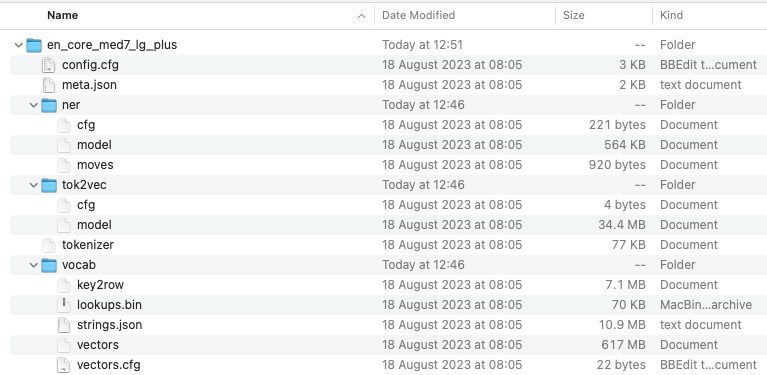 Name Date Modified Size Kind
en_core_med7_lg_plus Today at 12:51 -- Folder
config.cfg 18 August 2023 at 08:05 3 KB BBEdit t...cument
meta.json 18 August 2023 at 08:05 2 KB text document
ner Today at 12:46 -- Folder
cfg 18 August 2023 at 08:05 221 bytes Document
model 18 August 2023 at 08:05 564 KB Document
moves 18 August 2023 at 08:05 920 bytes Document
tok2vec Today at 12:46 -- Folder
cfg 18 August 2023 at 08:05 4 bytes Document
model 18 August 2023 at 08:05 34.4 MB Document
tokenizer 18 August 2023 at 08:05 77 KB Document
vocab Today at 12:46 -- Folder
key2row 18 August 2023 at 08:05 7.1 MB Document
lookups.bin 18 August 2023 at 08:05 70 KB MacBin...archive
strings.json 18 August 2023 at 08:05 10.9 MB text document
vectors 18 August 2023 at 08:05 617 MB Document
vectors.cfg 18 August 2023 at 08:05 22 bytes BBEdit t...cument